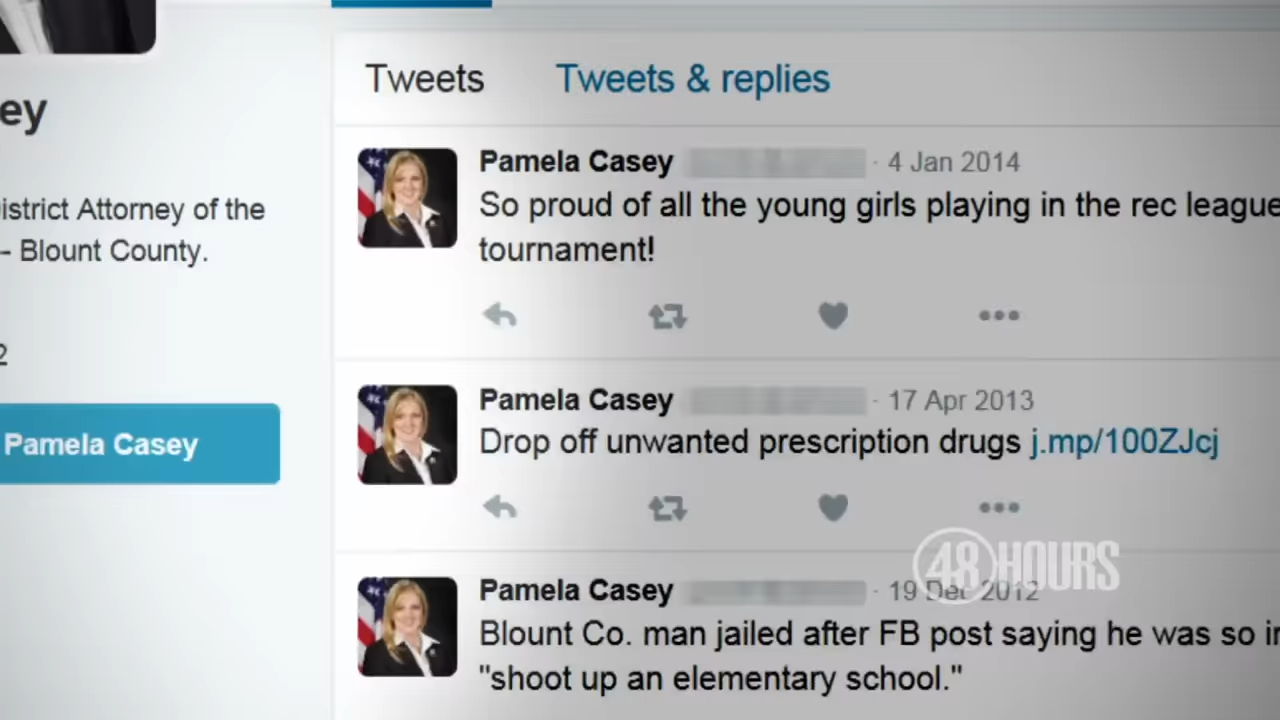 Tweets Tweets & replies
ey
Pamela Casey · 4 Jan 2014
So proud of all the young girls playing in the rec league
tournament!
istrict Attorney of the
- Blount County.
2
Pamela Casey
Pamela Casey · 17 Apr 2013
Drop off unwanted prescription drugs j.mp/100ZJcj
48 HOURS
Pamela Casey · 19 Dec 2012
Blount Co. man jailed after FB post saying he was so
"shoot up an elementary school."